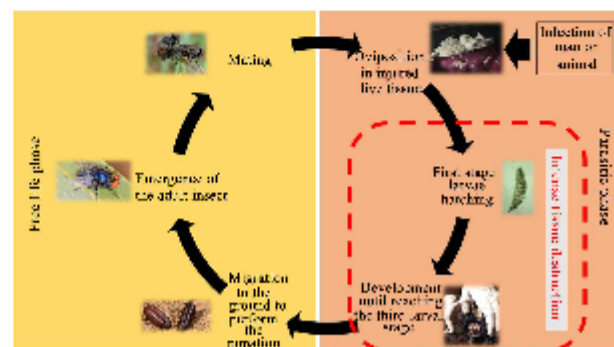 Mating
Oviposition
in injured
live tissue
Infection of
man or
animal
Free life phase
Emergence of
the adult insect
First stage
larvae
hatching
Intense tissue destruction
Parasitic phase
Migration
to the
ground to
perform
the
pupation
Development
until reaching
the third larval
stage